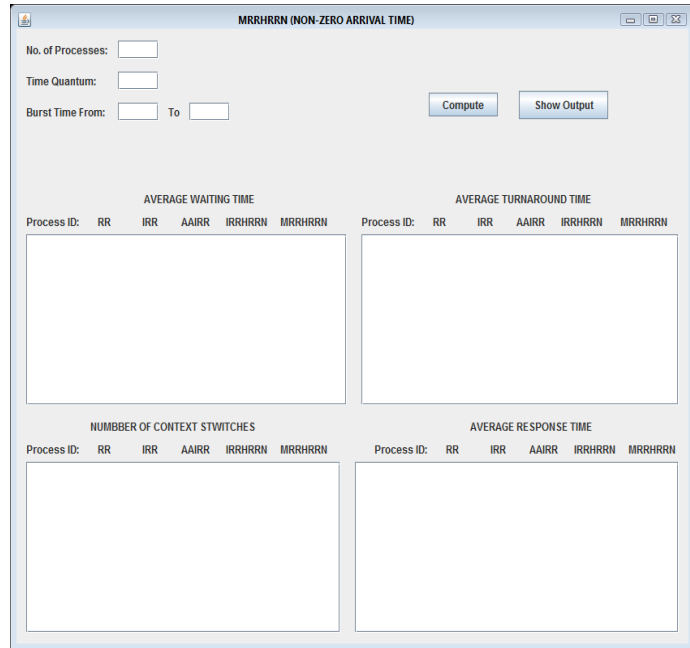 MRRHRRN (NON-ZERO ARRIVAL TIME)
No. of Processes:
Time Quantum:
Burst Time From: To
Compute Show Output
AVERAGE WAITING TIME
Process ID: RR IRR AAIRR IRRHRRN MRRHRRN
AVERAGE TURNAROUND TIME
Process ID: RR IRR AAIRR IRRHRRN MRRHRRN
NUMBBER OF CONTEXT STWITCHES
Process ID: RR IRR AAIRR IRRHRRN MRRHRRN
AVERAGE RESPONSE TIME
Process ID: RR IRR AAIRR IRRHRRN MRRHRRN